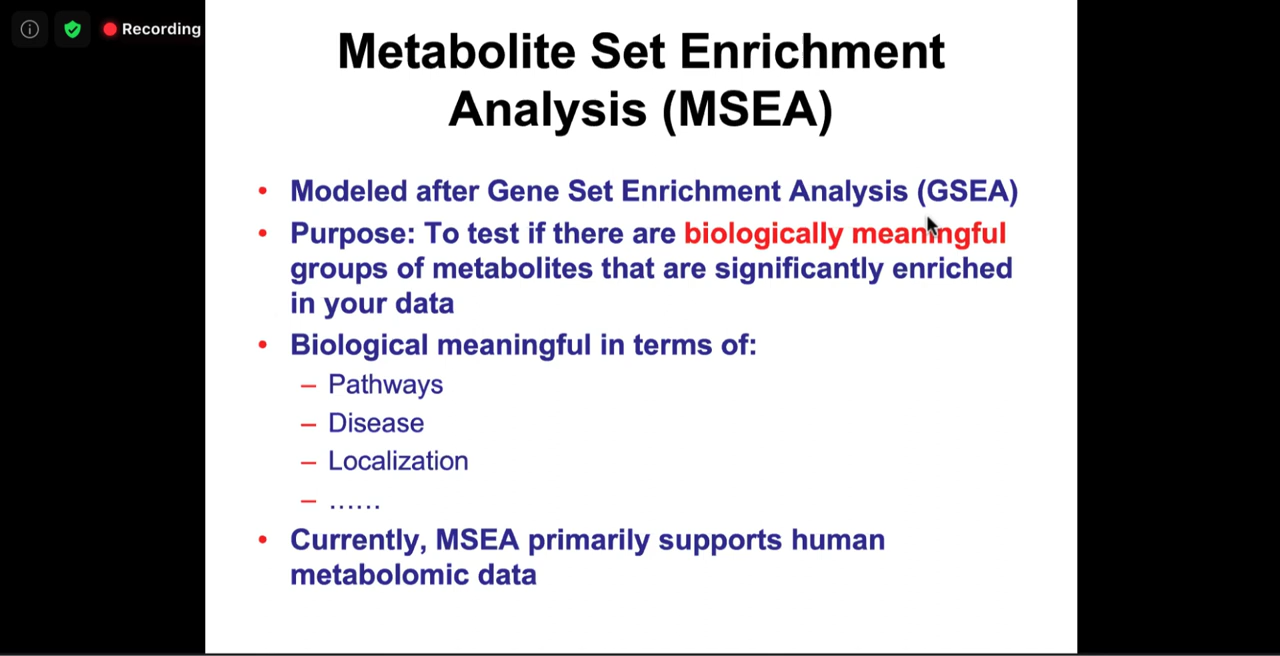 Recording
Metabolite Set Enrichment
Analysis (MSEA)
• Modeled after Gene Set Enrichment Analysis (GSEA)
• Purpose: To test if there are biologically meaningful
groups of metabolites that are significantly enriched
in your data
• Biological meaningful in terms of:
– Pathways
– Disease
– Localization
– ……
• Currently, MSEA primarily supports human
metabolomic data